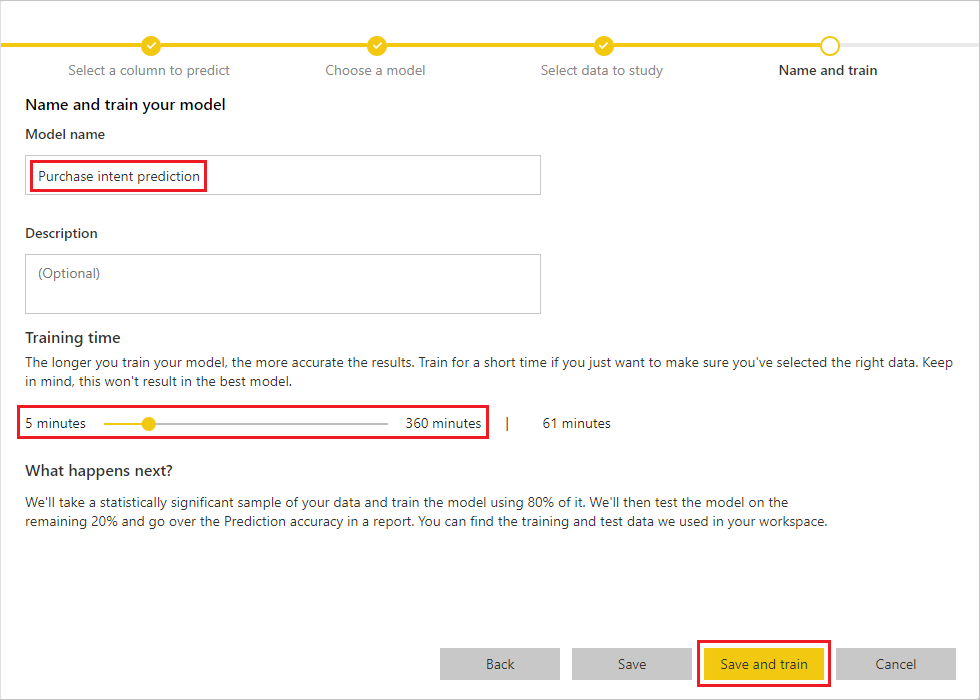 Select a column to predict
Choose a model
Select data to study
Name and train
Name and train your model
Model name
Purchase intent prediction
Description
(Optional)
Training time
The longer you train your model, the more accurate the results. Train for a short time if you just want to make sure you've selected the right data. Keep
in mind, this won't result in the best model.
5 minutes 360 minutes | 61 minutes
What happens next?
We'll take a statistically significant sample of your data and train the model using 80% of it. We'll then test the model on the
remaining 20% and go over the Prediction accuracy in a report. You can find the training and test data we used in your workspace.
Back
Save
Save and train
Cancel